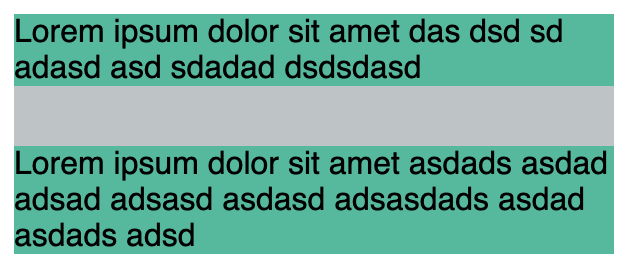 Lorem ipsum dolor sit amet das dsd sd
adasd asd sdadad dsdsdasd
Lorem ipsum dolor sit amet asdads asdad
adsad adsasd asdasd adsasdads asdad
asdads adsd